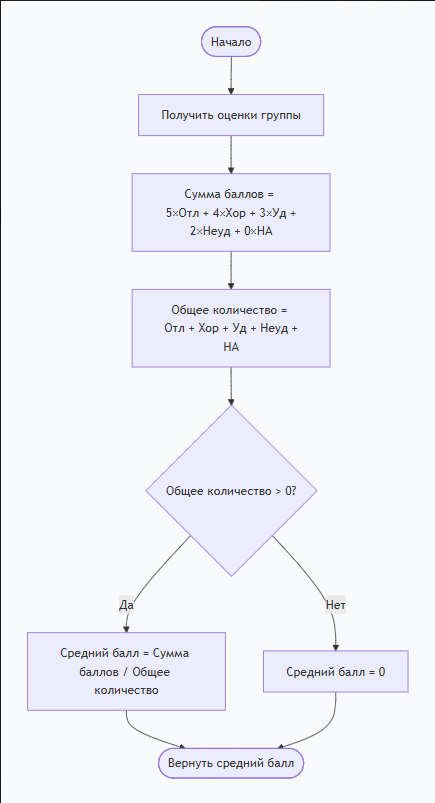 Начало
Получить оценки группы
Сумма баллов =
5×Отл + 4×Хор + 3×Уд +
2×Неуд + 0×НА
Общее количество =
Отл + Хор + Уд + Неуд +
НА
Общее количество > 0?
Да
Нет
Средний балл = Сумма
баллов / Общее
количество
Средний балл = 0
Вернуть средний балл